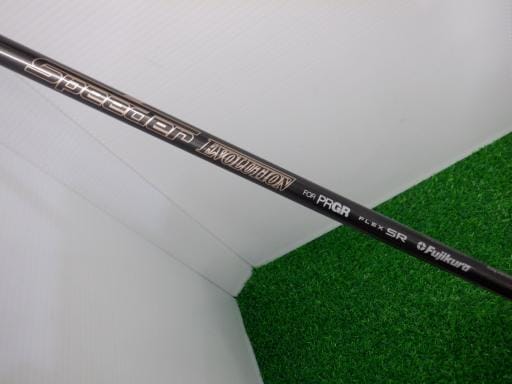 Speeder EVOLUTION FOR PRGR FLEX SR Fujikura